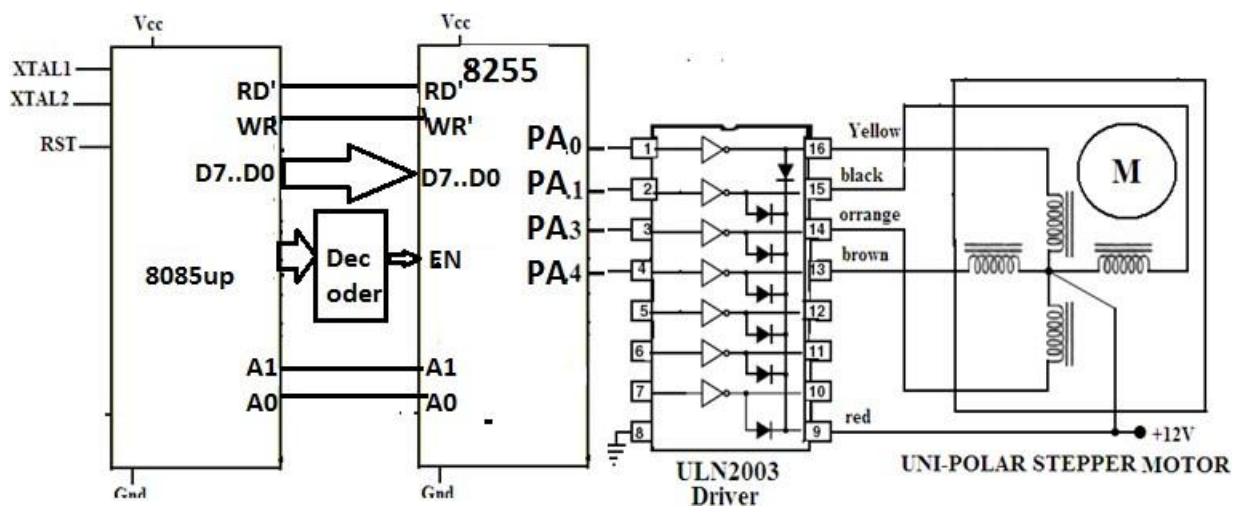 Vcc
XTAL1
XTAL2
RST
RD'
WR
D7..D0
8085up
A1
A0
Gnd
Dec
oder
Vcc
8255
RD'
WR'
D7..D0
EN
A1
A0
Gnd
PA0
PA1
PA3
PA4
1
2
3
4
5
6
7
8
16
15
14
13
12
11
10
9
ULN2003
Driver
Yellow
black
orrange
brown
red
M
+12V
UNI-POLAR STEPPER MOTOR